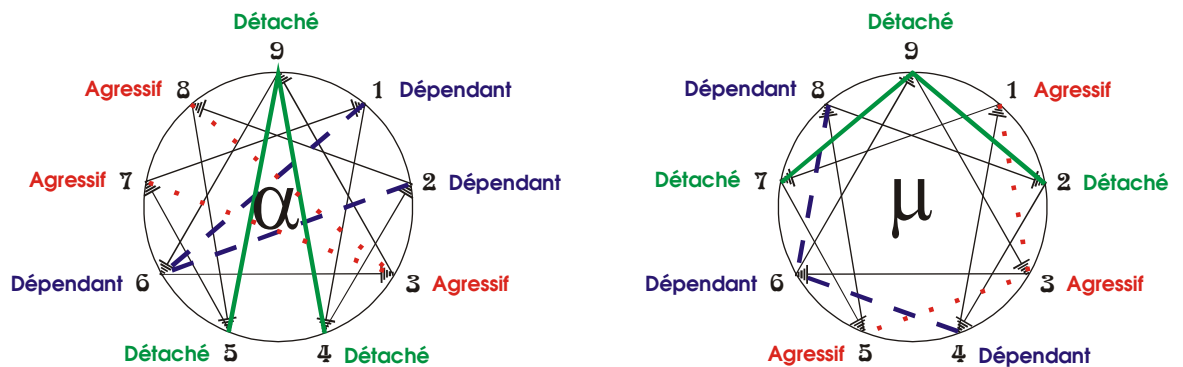 Détaché
9
Agressif 8
1 Dépendant
Agressif 7
2 Dépendant
α
Dépendant 6
3 Agressif
Détaché 5
4 Détaché
Détaché
9
Dépendant 8
1 Agressif
Détaché 7
2 Détaché
μ
Dépendant 6
3 Agressif
Agressif 5
4 Dépendant